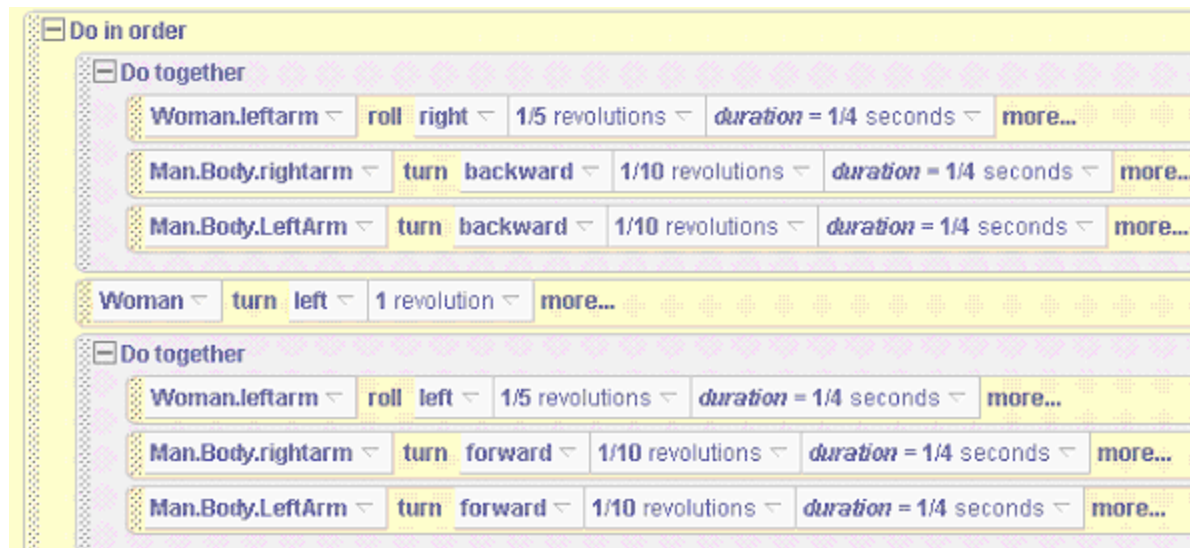 Do in order
Do together
Woman.leftarm roll right 1/5 revolutions duration = 1/4 seconds more...
Man.Body.rightarm turn backward 1/10 revolutions duration = 1/4 seconds more...
Man.Body.LeftArm turn backward 1/10 revolutions duration = 1/4 seconds more...
Woman turn left 1 revolution more...
Do together
Woman.leftarm roll left 1/5 revolutions duration = 1/4 seconds more...
Man.Body.rightarm turn forward 1/10 revolutions duration = 1/4 seconds more...
Man.Body.LeftArm turn forward 1/10 revolutions duration = 1/4 seconds more...